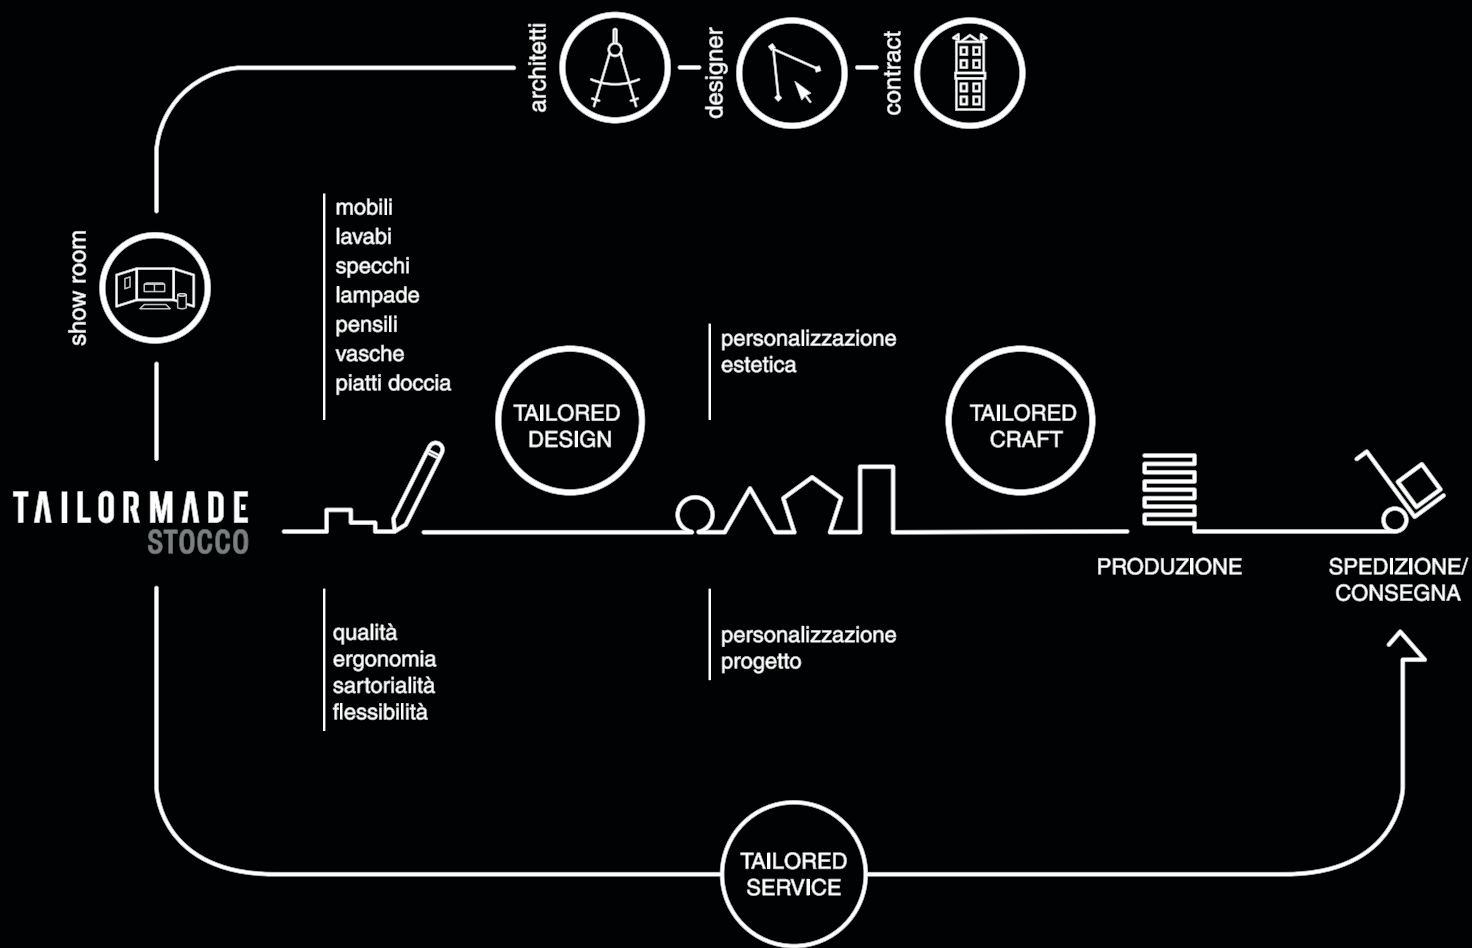 architetti
designer
contract
show room
mobili
lavabi
specchi
lampade
pensili
vasche
piatti doccia
TAILORED
DESIGN
personalizzazione
estetica
TAILORED
CRAFT
TAILORMADE
STOCCO
PRODUZIONE
SPEDIZIONE/
CONSEGNA
qualità
ergonomia
sartorialità
flessibilità
personalizzazione
progetto
TAILORED
SERVICE